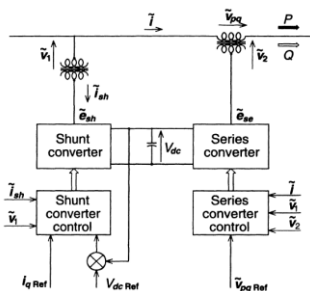 ĩ
ṽpq
P
Q
ṽ1
ṽ2
ĩsh
ẽsh
ẽse
Shunt
converter
Vdc
Series
converter
ĩsh
ṽ1
Shunt
converter
control
Series
converter
control
ĩ
ṽ1
ṽ2
iq Ref
Vdc Ref
ṽpq Ref